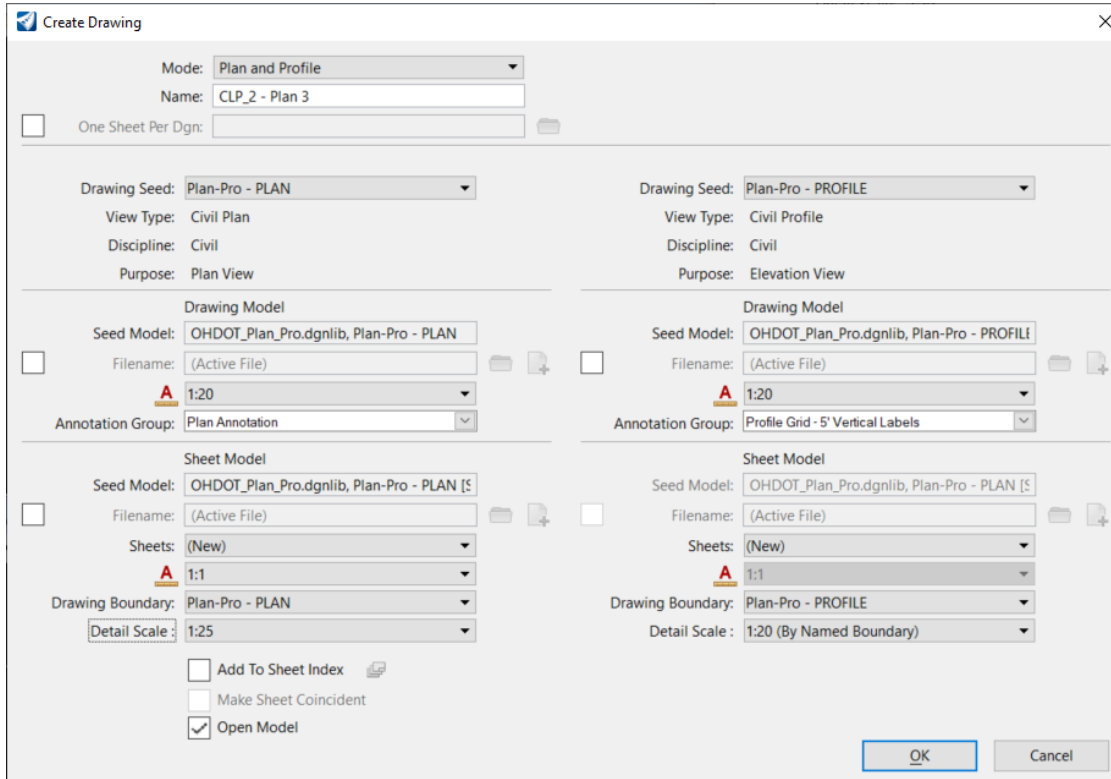 Create Drawing
Mode: Plan and Profile
Name: CLP_2 - Plan 3
One Sheet Per Dgn:
Drawing Seed: Plan-Pro - PLAN
View Type: Civil Plan
Discipline: Civil
Purpose: Plan View
Drawing Model
Seed Model: OHDOT_Plan_Pro.dgnlib, Plan-Pro - PLAN
Filename: (Active File)
A 1:20
Annotation Group: Plan Annotation
Sheet Model
Seed Model: OHDOT_Plan_Pro.dgnlib, Plan-Pro - PLAN [S
Filename: (Active File)
Sheets: (New)
A 1:1
Drawing Boundary: Plan-Pro - PLAN
Detail Scale : 1:25
Add To Sheet Index
Make Sheet Coincident
Open Model
Drawing Seed: Plan-Pro - PROFILE
View Type: Civil Profile
Discipline: Civil
Purpose: Elevation View
Drawing Model
Seed Model: OHDOT_Plan_Pro.dgnlib, Plan-Pro - PROFILE
Filename: (Active File)
A 1:20
Annotation Group: Profile Grid - 5' Vertical Labels
Sheet Model
Seed Model: OHDOT_Plan_Pro.dgnlib, Plan-Pro - PLAN [S
Filename: (Active File)
Sheets: (New)
A 1:1
Drawing Boundary: Plan-Pro - PROFILE
Detail Scale : 1:20 (By Named Boundary)
OK
Cancel